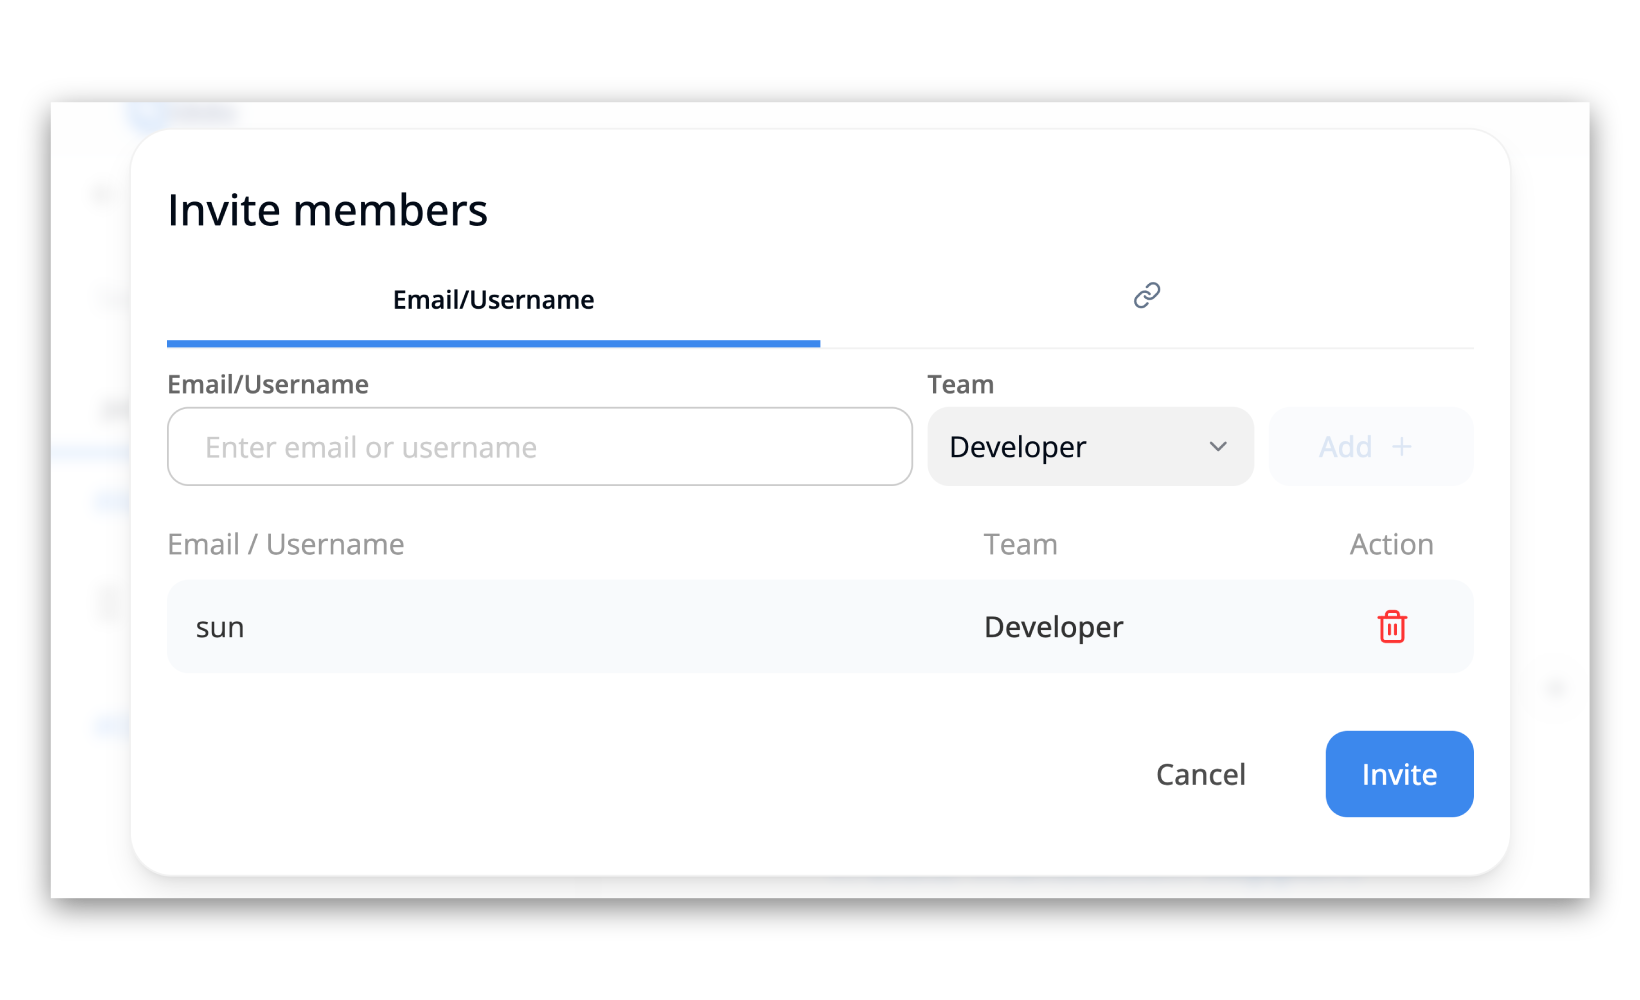 Invite members
Email/Username
Email/Username Team
Enter email or username Developer Add +
Email / Username Team Action
sun Developer
Cancel Invite